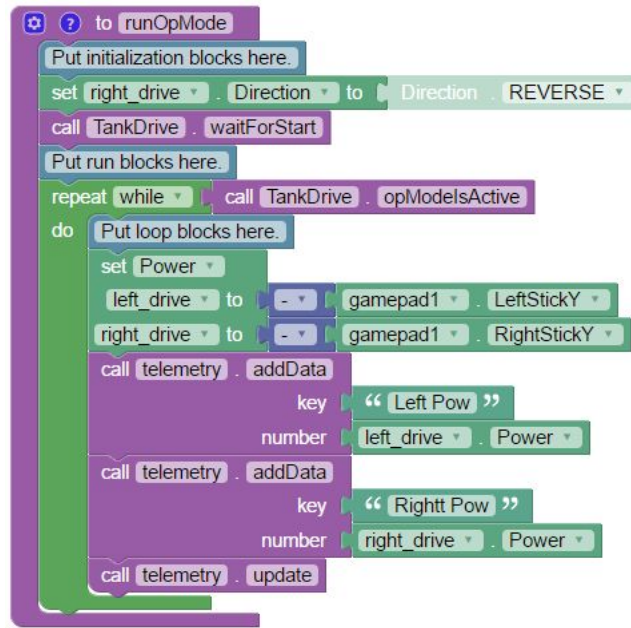 ? to runOpMode
Put initialization blocks here.
set right_drive . Direction to Direction . REVERSE
call TankDrive . waitForStart
Put run blocks here.
repeat while call TankDrive . opModeIsActive
do Put loop blocks here.
set Power
left_drive to - gamepad1 . LeftStickY
right_drive to - gamepad1 . RightStickY
call telemetry . addData
key “ Left Pow ”
number left_drive . Power
call telemetry . addData
key “ Rightt Pow ”
number right_drive . Power
call telemetry . update